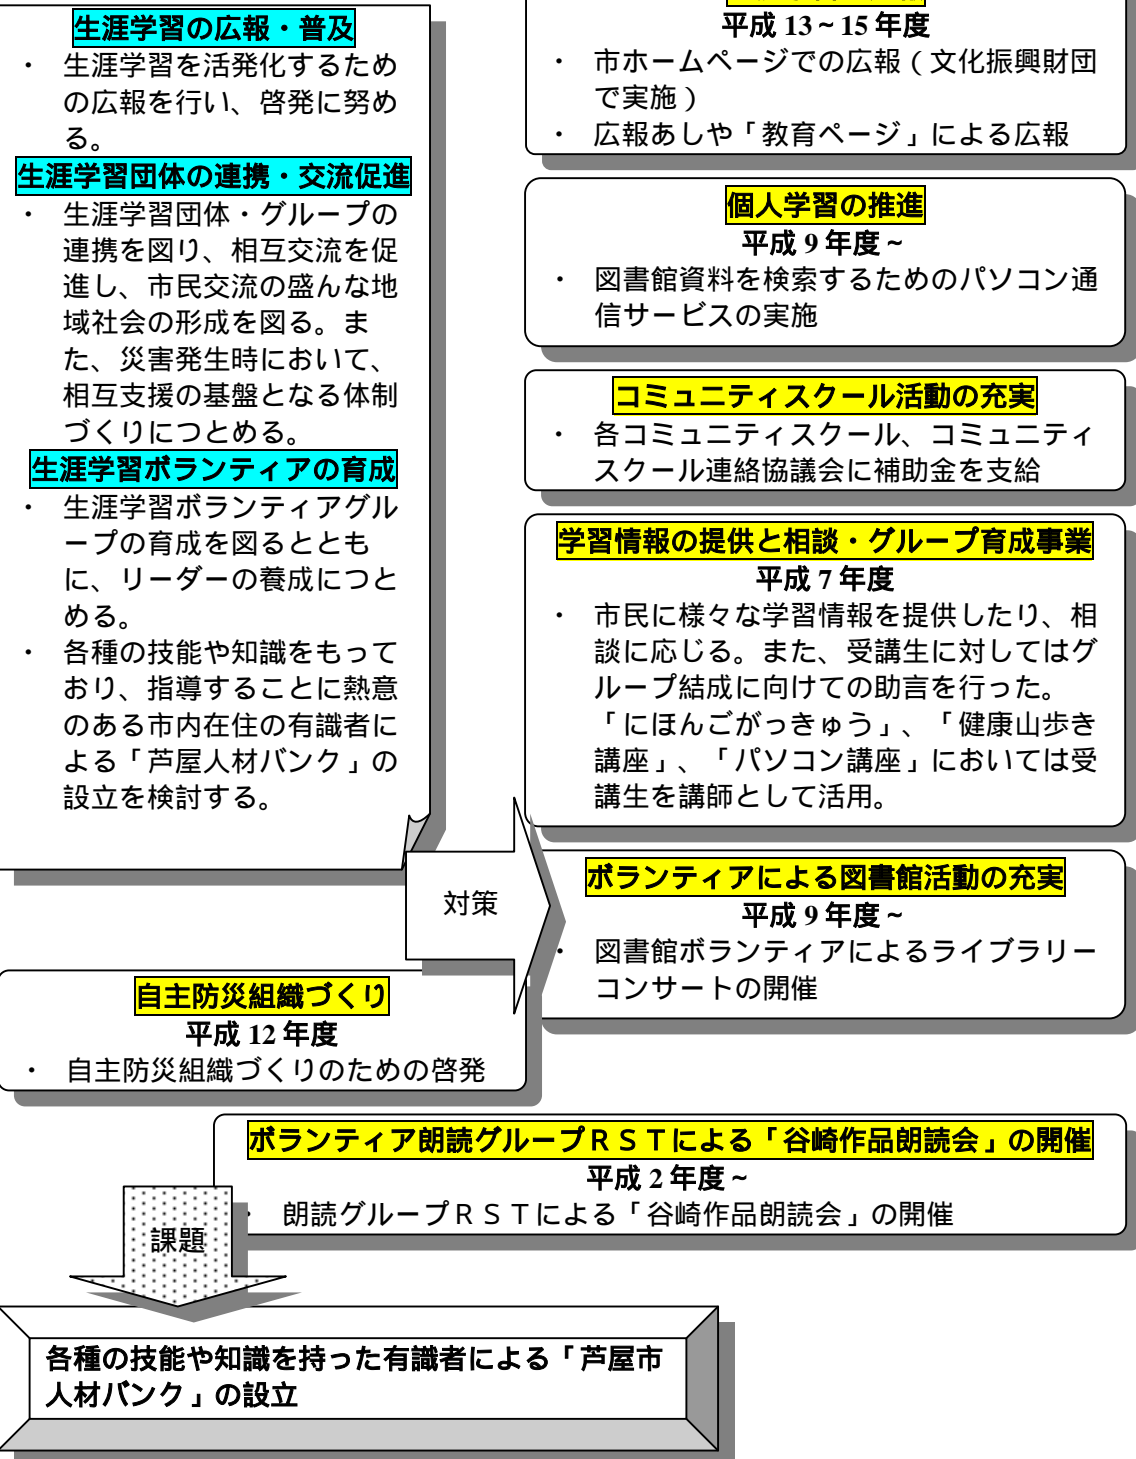 生涯学習の広報・普及
・ 生涯学習を活発化するため
の広報を行い、啓発に努め
る。
生涯学習団体の連携・交流促進
・ 生涯学習団体・グループの
連携を図り、相互交流を促
進し、市民交流の盛んな地
域社会の形成を図る。ま
た、災害発生時において、
相互支援の基盤となる体制
づくりにつとめる。
生涯学習ボランティアの育成
・ 生涯学習ボランティアグル
ープの育成を図るととも
に、リーダーの養成につと
める。
・ 各種の技能や知識をもって
おり、指導することに熱意
のある市内在住の有識者に
よる「芦屋人材バンク」の
設立を検討する。
対策
平成 13~15 年度
・ 市ホームページでの広報（文化振興財団
で実施）
・ 広報あしや「教育ページ」による広報
個人学習の推進
平成 9 年度~
・ 図書館資料を検索するためのパソコン通
信サービスの実施
コミュニティスクール活動の充実
・ 各コミュニティスクール、コミュニティ
スクール連絡協議会に補助金を支給
学習情報の提供と相談・グループ育成事業
平成 7 年度
・ 市民に様々な学習情報を提供したり、相
談に応じる。また、受講生に対してはグ
ループ結成に向けての助言を行った。
「にほんごがっきゅう」、「健康山歩き
講座」、「パソコン講座」においては受
講生を講師として活用。
ボランティアによる図書館活動の充実
平成 9 年度~
・ 図書館ボランティアによるライブラリー
コンサートの開催
自主防災組織づくり
平成 12 年度
・ 自主防災組織づくりのための啓発
ボランティア朗読グループＲＳＴによる「谷崎作品朗読会」の開催
平成 2 年度~
・ 朗読グループＲＳＴによる「谷崎作品朗読会」の開催
課題
各種の技能や知識を持った有識者による「芦屋市
人材バンク」の設立